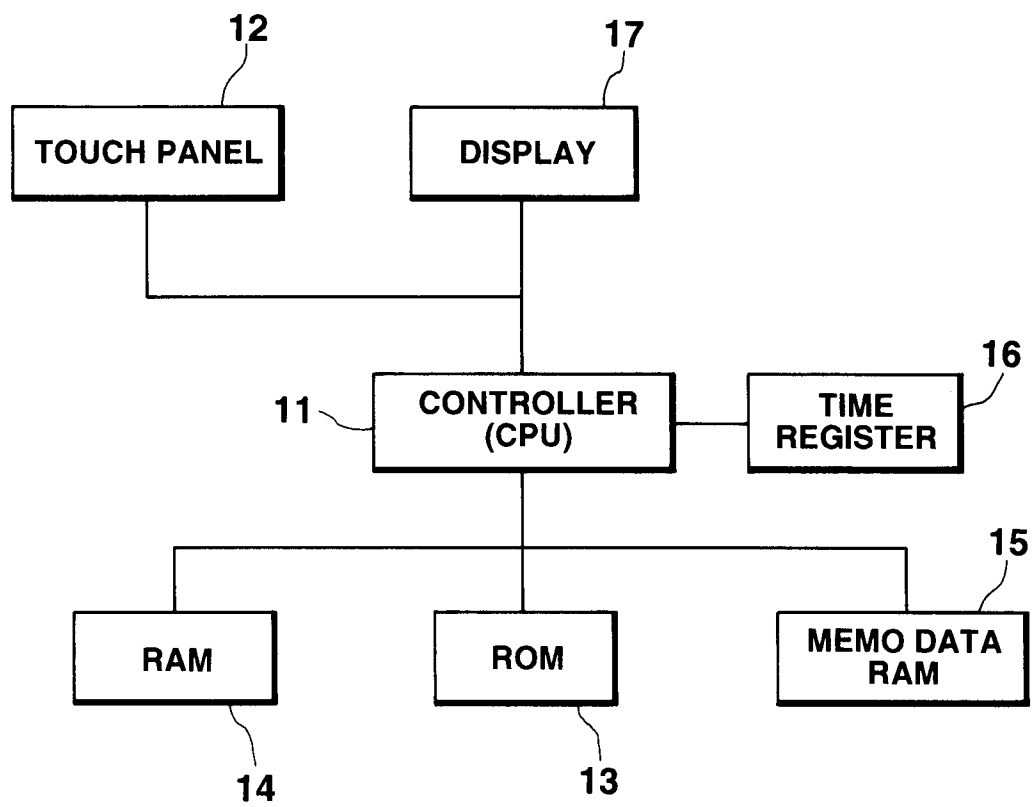 12
17
TOUCH PANEL
DISPLAY
16
11
CONTROLLER
(CPU)
TIME
REGISTER
15
RAM
ROM
MEMO DATA
RAM
14
13